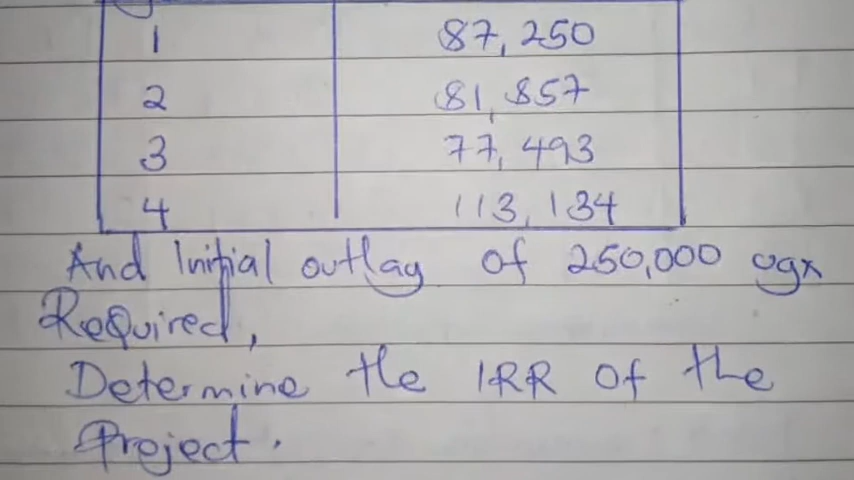 1 87,250
2 81,857
3 77,493
4 113,134
And Initial outlay of 250,000 ugx
Required,
Determine the IRR of the
Project.